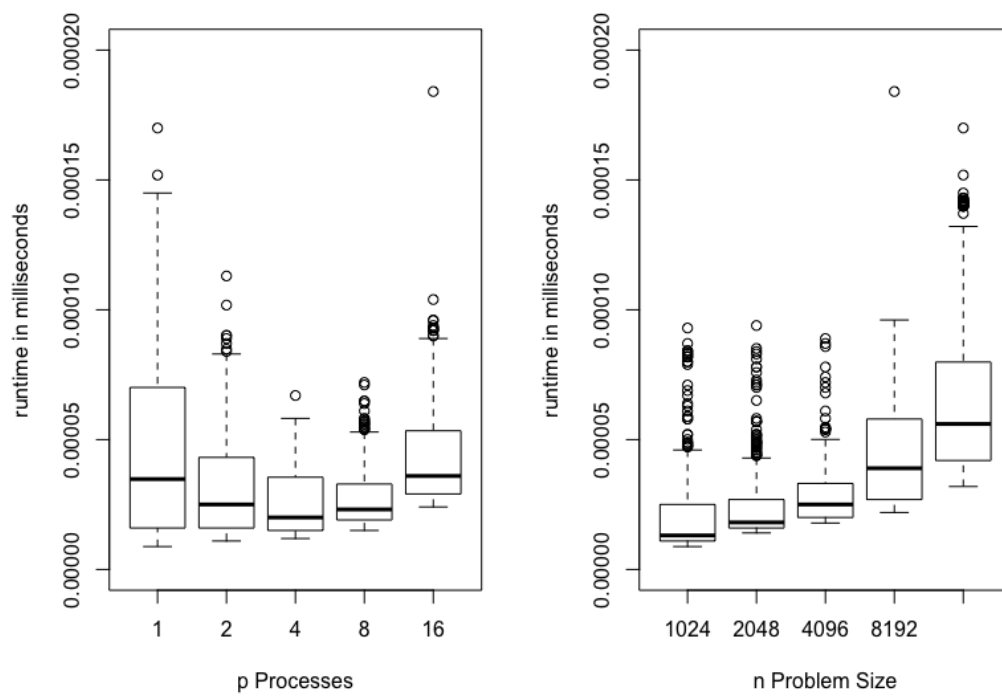 runtime in milliseconds
0.00000 0.00005 0.00010 0.00015 0.00020
1 2 4 8 16
p Processes
runtime in milliseconds
0.00000 0.00005 0.00010 0.00015 0.00020
1024 2048 4096 8192
n Problem Size